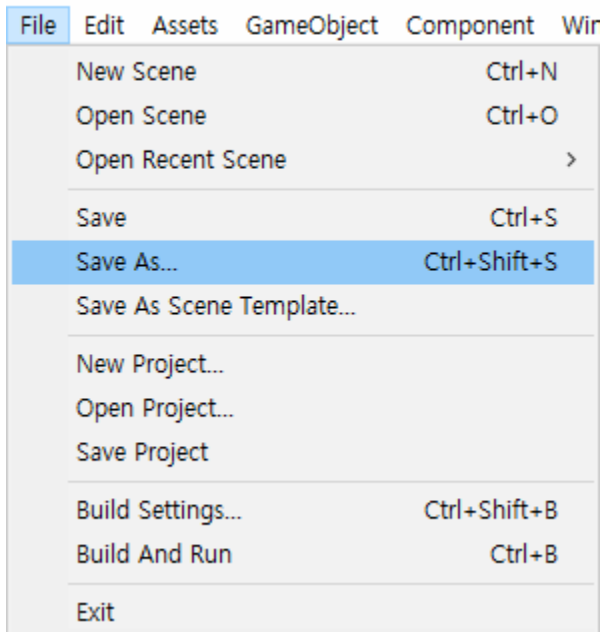 File Edit Assets GameObject Component Win
New Scene Ctrl+N
Open Scene Ctrl+O
Open Recent Scene >
Save Ctrl+S
Save As... Ctrl+Shift+S
Save As Scene Template...
New Project...
Open Project...
Save Project
Build Settings... Ctrl+Shift+B
Build And Run Ctrl+B
Exit